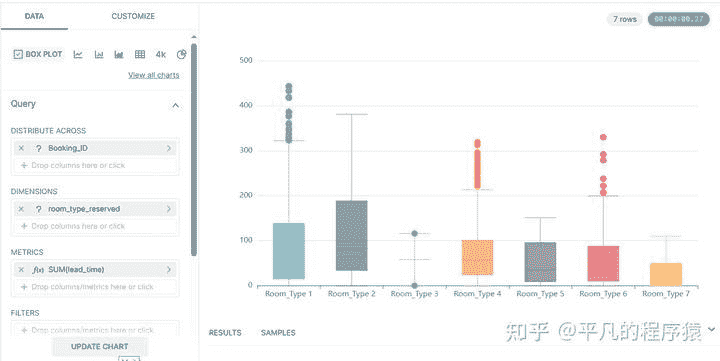 DATA
CUSTOMIZE
BOX PLOT
4k
View all charts
Query
DISTRIBUTE ACROSS
× ? Booking_ID
+ Drop columns here or click
DIMENSIONS
× ? room_type_reserved
+ Drop columns here or click
METRICS
× ƒ(x) SUM(lead_time)
+ Drop columns/metrics here or click
FILTERS
+ Drop columns/metrics here or click
UPDATE CHART
7 rows
00:00:00.27
500
400
300
200
100
0
Room_Type 1 Room_Type 2 Room_Type 3 Room_Type 4 Room_Type 5 Room_Type 6 Room_Type 7
RESULTS SAMPLES
知乎 @平凡的程序猿